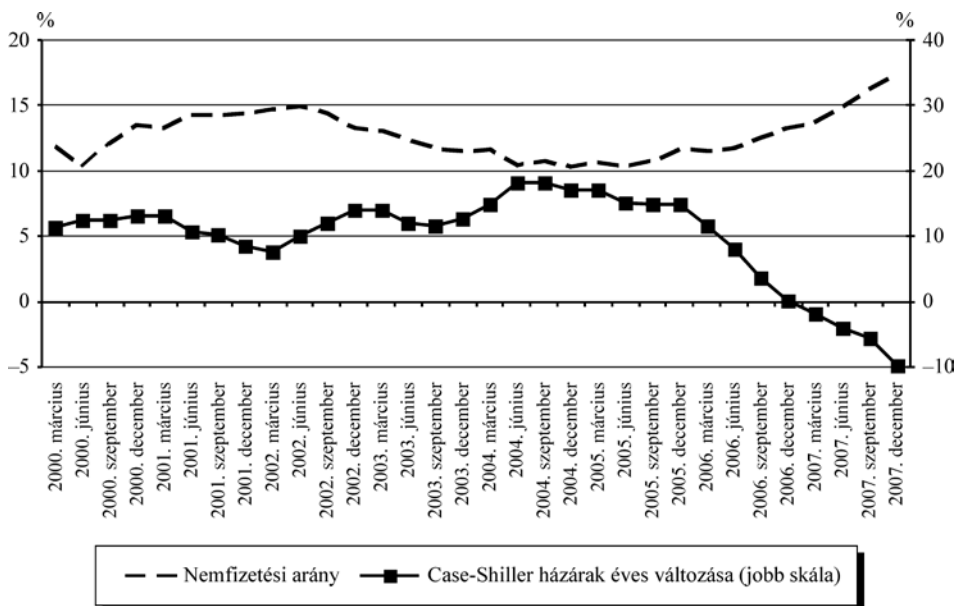 % %
20 40
15 30
10 20
5 10
0 0
–5 –10
2000. március
2000. június
2000. szeptember
2000. december
2001. március
2001. június
2001. szeptember
2001. december
2002. március
2002. június
2002. szeptember
2002. december
2003. március
2003. június
2003. szeptember
2003. december
2004. március
2004. június
2004. szeptember
2004. december
2005. március
2005. június
2005. szeptember
2005. december
2006. március
2006. június
2006. szeptember
2006. december
2007. március
2007. június
2007. szeptember
2007. december
Nemfizetési arány Case-Shiller házárak éves változása (jobb skála)